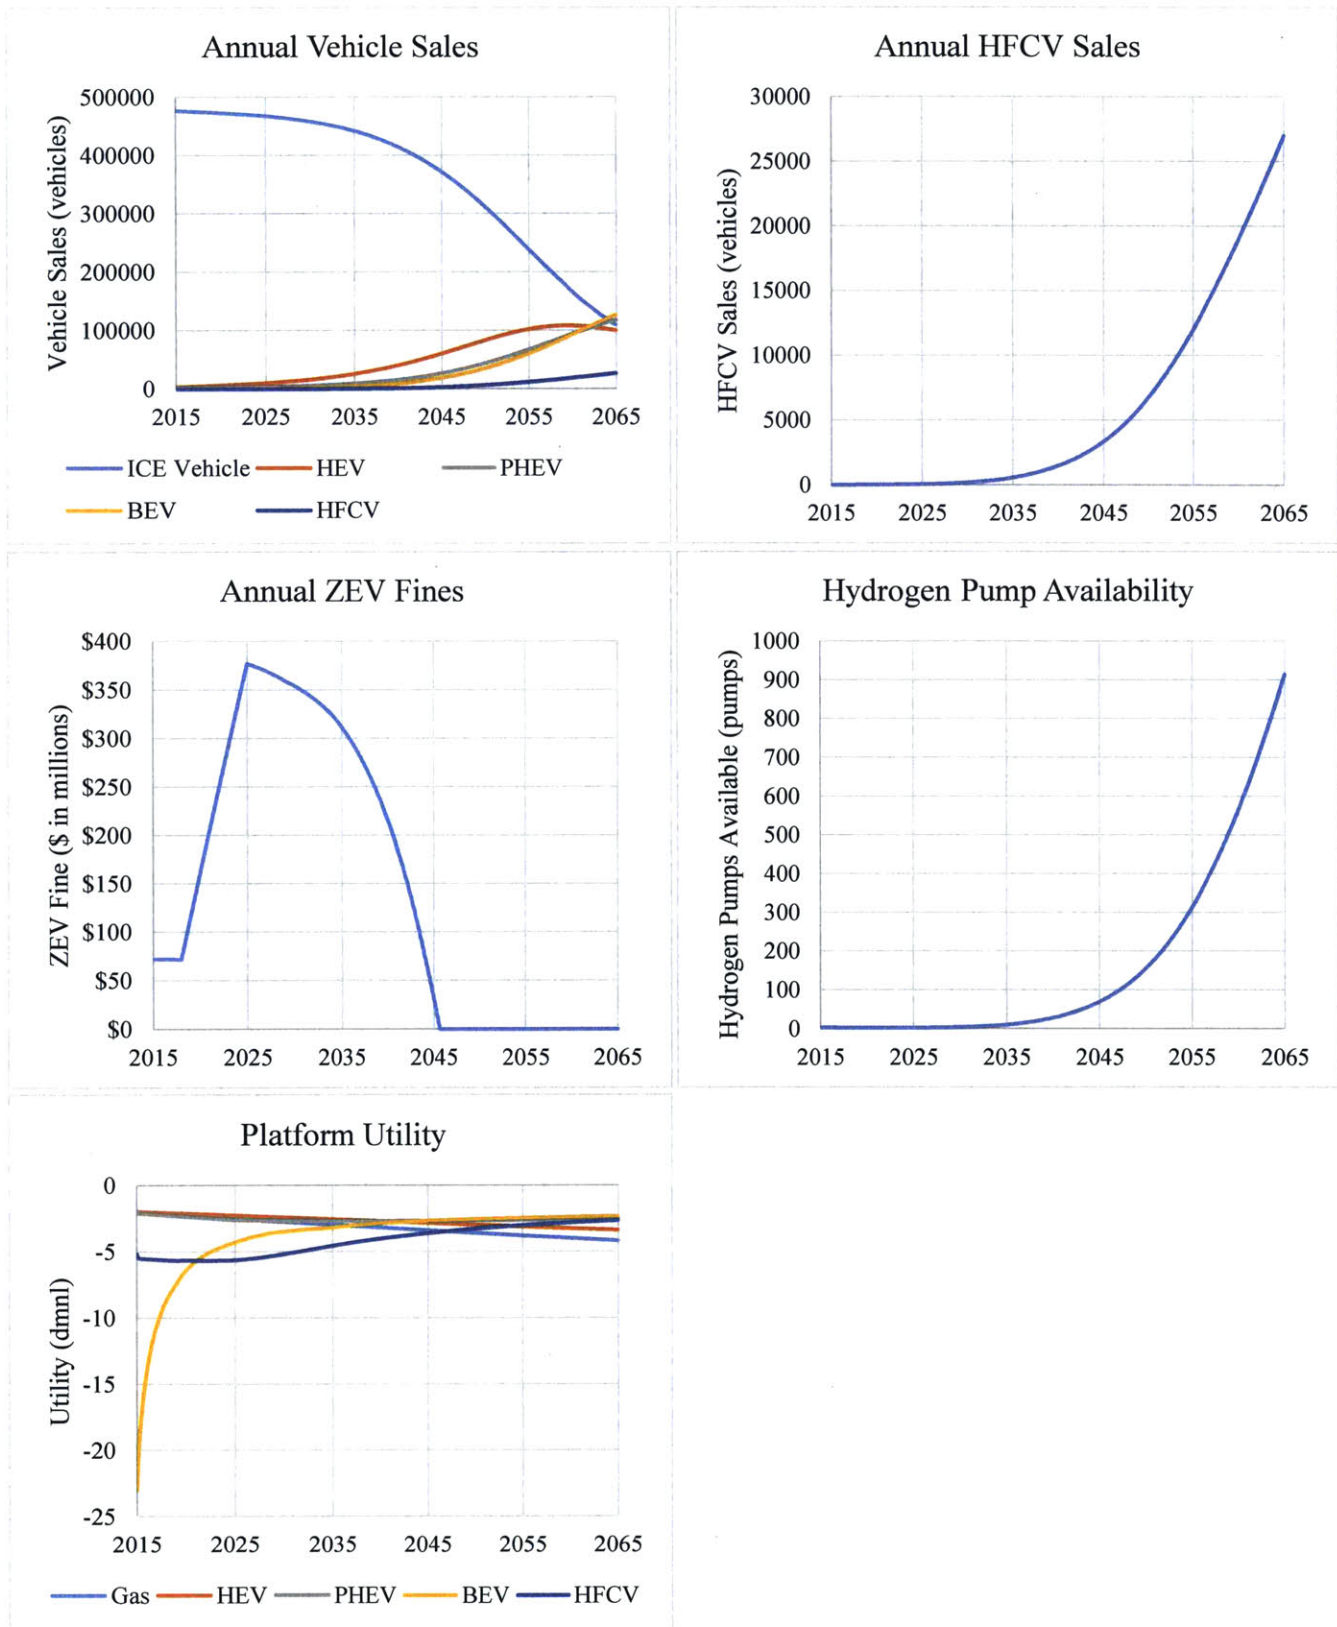 Annual Vehicle Sales
Vehicle Sales (vehicles)
500000
400000
300000
200000
100000
0
2015 2025 2035 2045 2055 2065
ICE Vehicle HEV PHEV
BEV HFCV
Annual HFCV Sales
HFCV Sales (vehicles)
30000
25000
20000
15000
10000
5000
0
2015 2025 2035 2045 2055 2065
Annual ZEV Fines
ZEV Fine ($ in millions)
$400
$350
$300
$250
$200
$150
$100
$50
$0
2015 2025 2035 2045 2055 2065
Hydrogen Pump Availability
Hydrogen Pumps Available (pumps)
1000
900
800
700
600
500
400
300
200
100
0
2015 2025 2035 2045 2055 2065
Platform Utility
Utility (dmnl)
0
-5
-10
-15
-20
-25
2015 2025 2035 2045 2055 2065
Gas HEV PHEV BEV HFCV